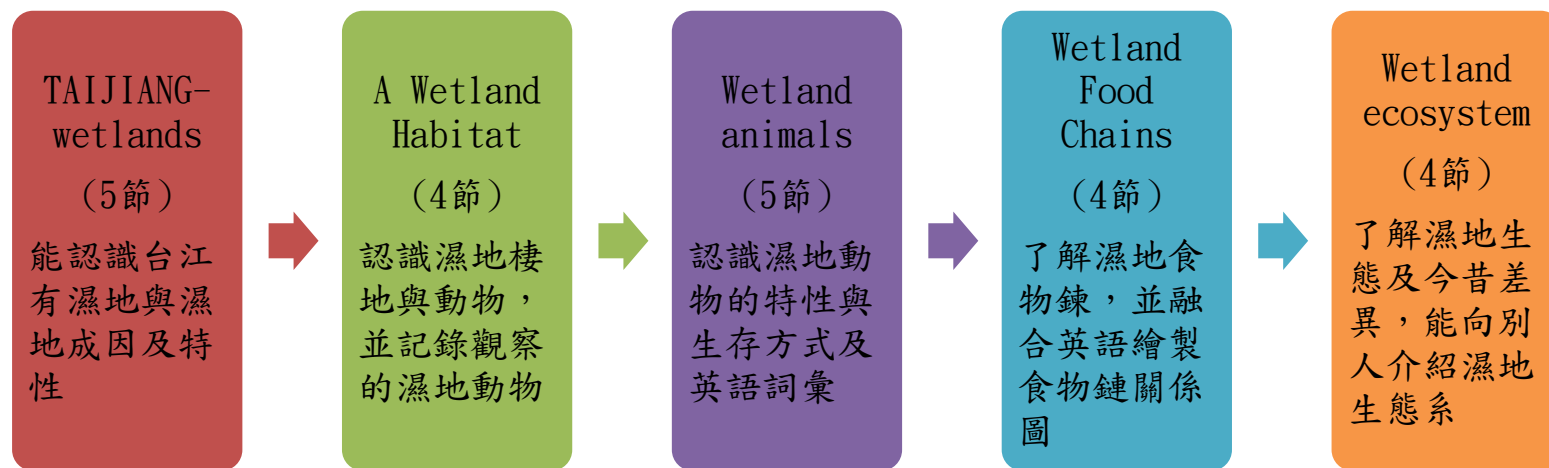 TAIJIANG-
wetlands
(5節)
能認識台江
有濕地與濕
地成因及特
性
A Wetland
Habitat
(4節)
認識濕地棲
地與動物，
並記錄觀察
的濕地動物
Wetland
animals
(5節)
認識濕地動
物的特性與
生存方式及
英語詞彙
Wetland
Food
Chains
(4節)
了解濕地食
物鍊，並融
合英語繪製
食物鏈關係
圖
Wetland
ecosystem
(4節)
了解濕地生
態及今昔差
異，能向別
人介紹濕地
生態系